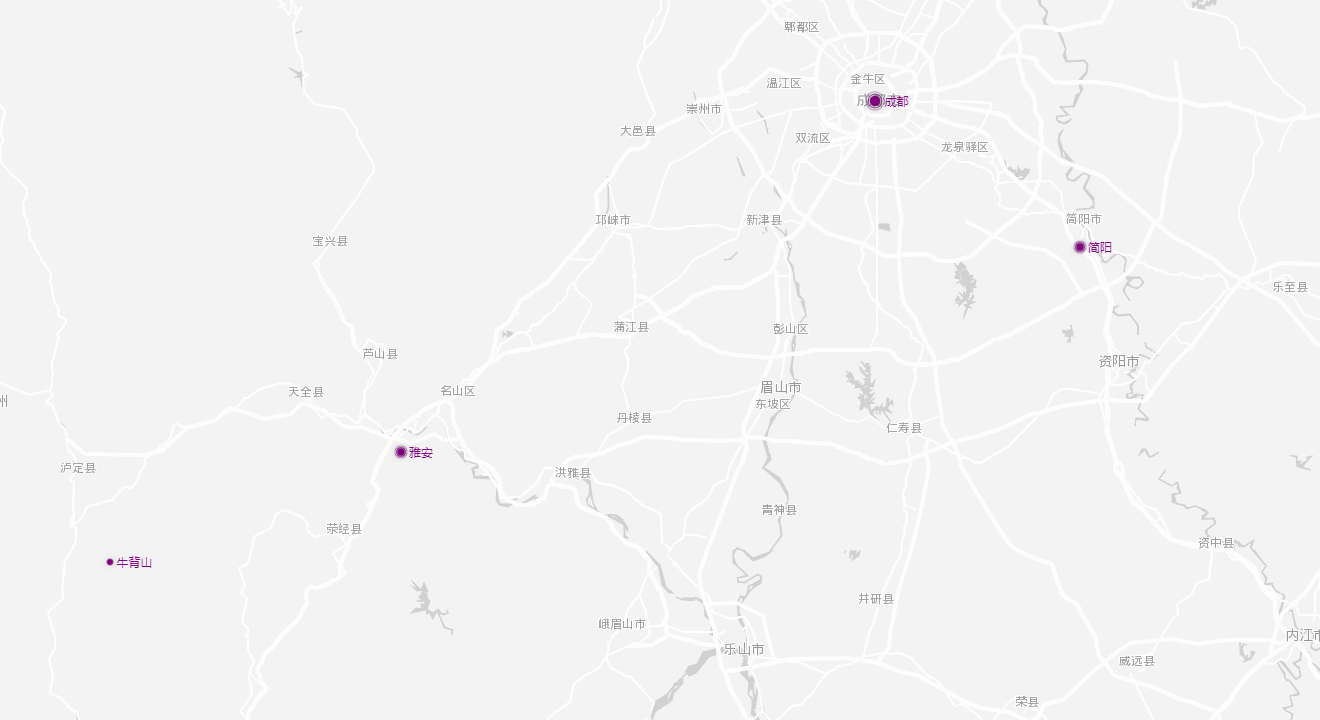 郫都区
金牛区
温江区
成都
崇州市
大邑县
双流区
龙泉驿区
邛崃市
新津县
简阳市
宝兴县
简阳
乐至县
蒲江县
彭山区
芦山县
资阳市
天全县
名山区
眉山市
州
东坡区
丹棱县
仁寿县
雅安
泸定县
洪雅县
青神县
荥经县
资中县
牛背山
井研县
峨眉山市
内江市
乐山市
威远县
荣县